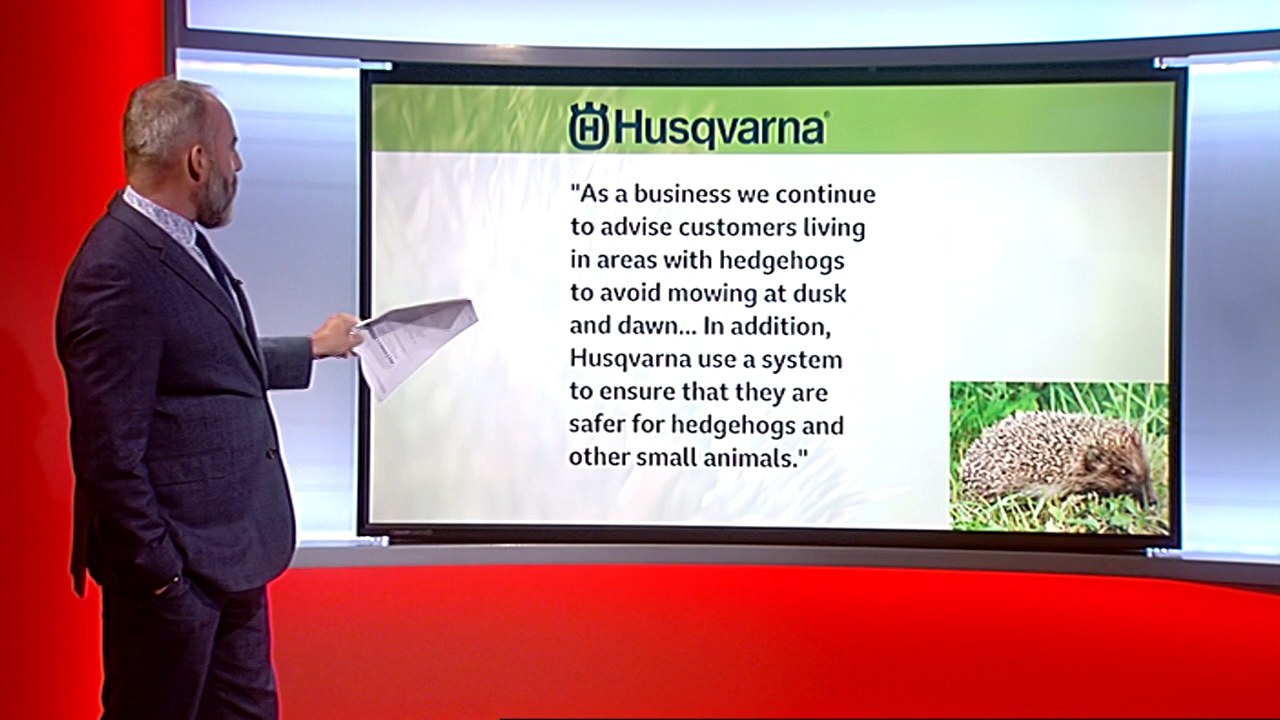 Husqvarna®
"As a business we continue
to advise customers living
in areas with hedgehogs
to avoid mowing at dusk
and dawn... In addition,
Husqvarna use a system
to ensure that they are
safer for hedgehogs and
other small animals."